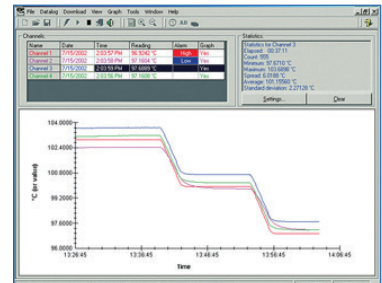 File Datalog Download View Graph Tools Window Help
Channels
Name Date Time Reading Alarm Graph
Channel 1 7/15/2002 2:03:57 PM 96.9242 °C High Yes
Channel 2 7/15/2002 2:03:58 PM 97.1604 °C Low Yes
Channel 3 7/15/2002 2:03:59 PM 97.6889 °C Yes
Channel 4 7/15/2002 2:03:56 PM 97.1606 °C Yes
Statistics
Statistics for Channel 3
Elapsed: 00:37:11
Count: 955
Minimum: 97.6710 °C
Maximum: 103.6898 °C
Spread: 6.0188 °C
Average: 101.15560 °C
Standard deviation: 2.27128 °C
Settings... Clear
°C (or value)
104.0000
102.4000
100.8000
99.2000
97.6000
96.0000
13:26:45 13:36:45 13:46:45 13:56:45 14:06:45
Time